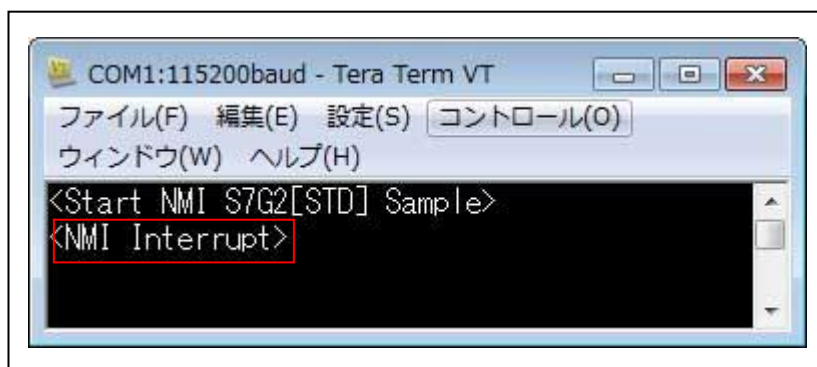 COM1:115200baud - Tera Term VT
ファイル(F) 編集(E) 設定(S) コントロール(O)
ウィンドウ(W) ヘルプ(H)
<Start NMI S7G2[STD] Sample>
<NMI Interrupt>